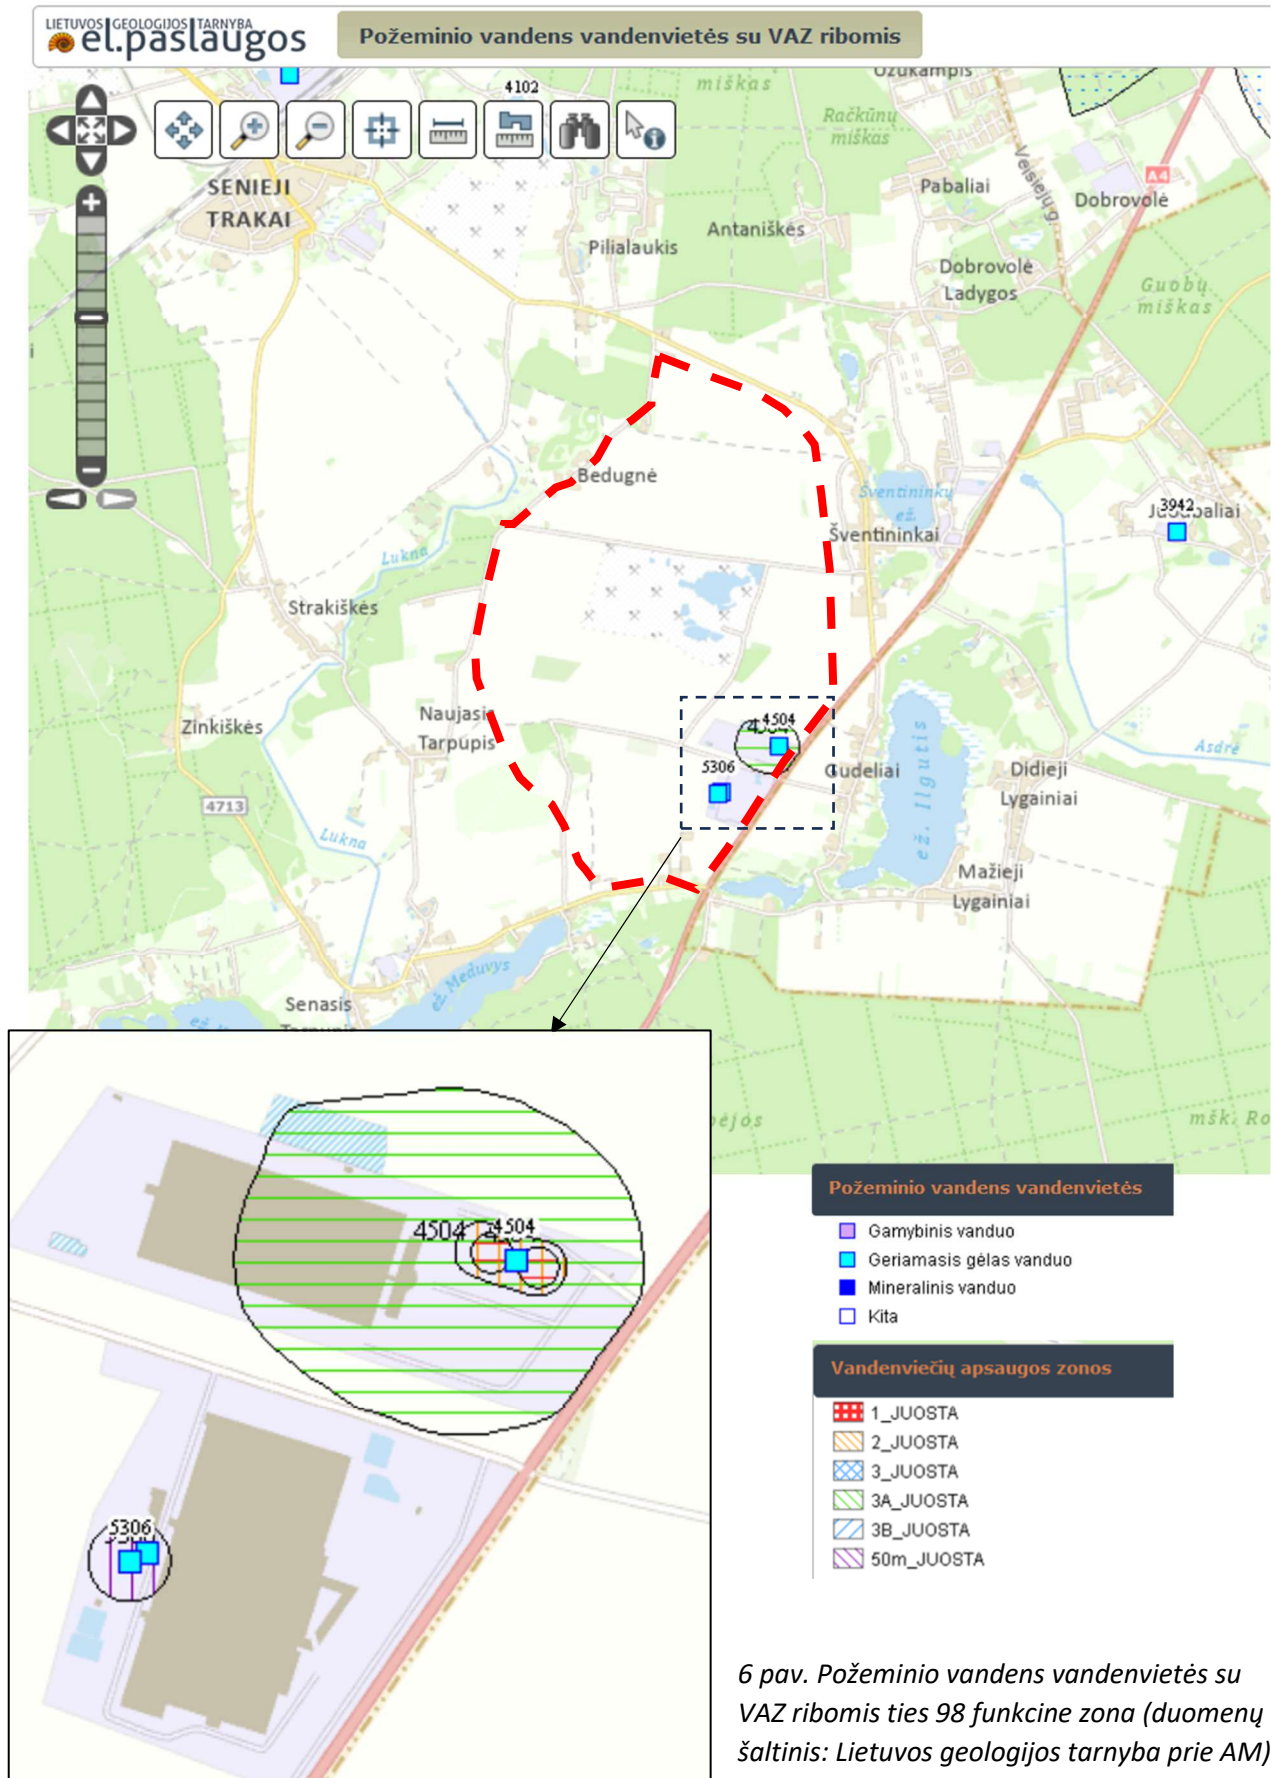 LIETUVOS GEOLOGIJOS TARNYBA
el.paslaugos
Požeminio vandens vandenvietės su VAZ ribomis
4102
miškas
Užukampis
Račkūnų
miškas
Veisiejų g.
A4
SENIEJI
TRAKAI
Pabaliai
Dobrovolė
Antaniškės
Pilialaukis
Dobrovolė
Ladygos
Guobų
miškas
Bedugnė
Šventininkų
ež.
3942
Šventininkai
Lukna
Strakiškės
Zinkiškės
Naujasis
Tarpupis
4504
5306
Gudeliai
ež. Ilgutis
Asdrė
Didieji
Lygainiai
4713
Lukna
Mažieji
Lygainiai
ež. Meduvys
Senasis
Tarpupis
4504
4504
5306
mšk.
Požeminio vandens vandenvietės
Gamybinis vanduo
Geriamasis gėlas vanduo
Mineralinis vanduo
Kita
Vandenviečių apsaugos zonos
1_JUOSTA
2_JUOSTA
3_JUOSTA
3A_JUOSTA
3B_JUOSTA
50m_JUOSTA
6 pav. Požeminio vandens vandenvietės su
VAZ ribomis ties 98 funkcine zona (duomenų
šaltinis: Lietuvos geologijos tarnyba prie AM)